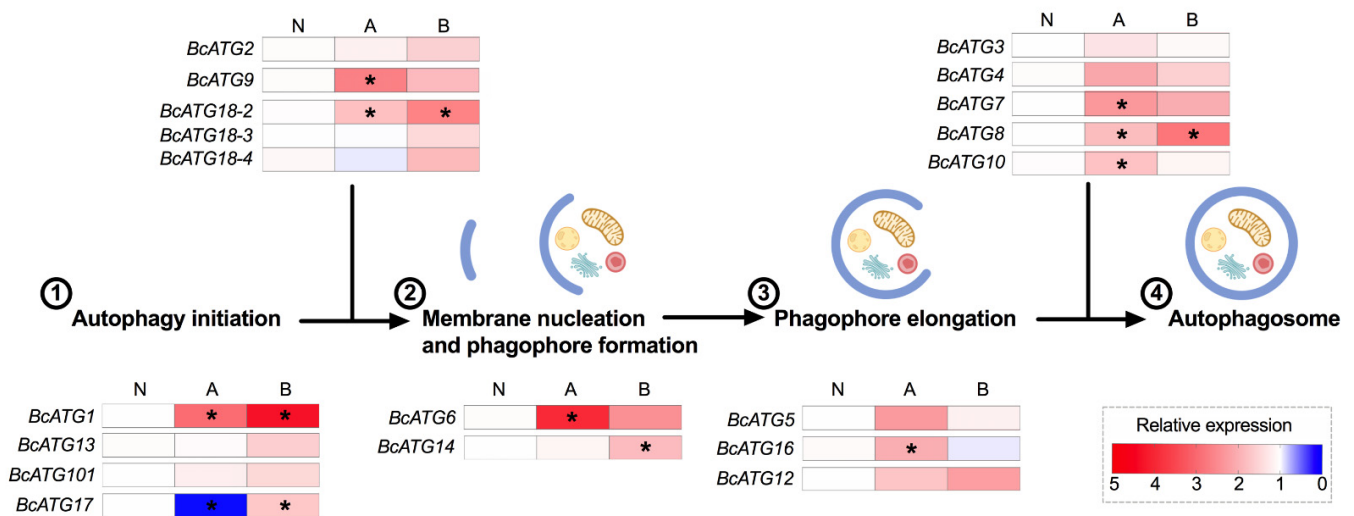 N A B
BcATG2
BcATG9 *
BcATG18-2 * *
BcATG18-3
BcATG18-4
N A B
BcATG3
BcATG4
BcATG7 *
BcATG8 * *
BcATG10 *
1 Autophagy initiation
2 Membrane nucleation
and phagophore formation
3 Phagophore elongation
4 Autophagosome
N A B
BcATG1 * *
BcATG13
BcATG101
BcATG17 * *
N A B
BcATG6 *
BcATG14 *
N A B
BcATG5
BcATG16 *
BcATG12
Relative expression
5 4 3 2 1 0